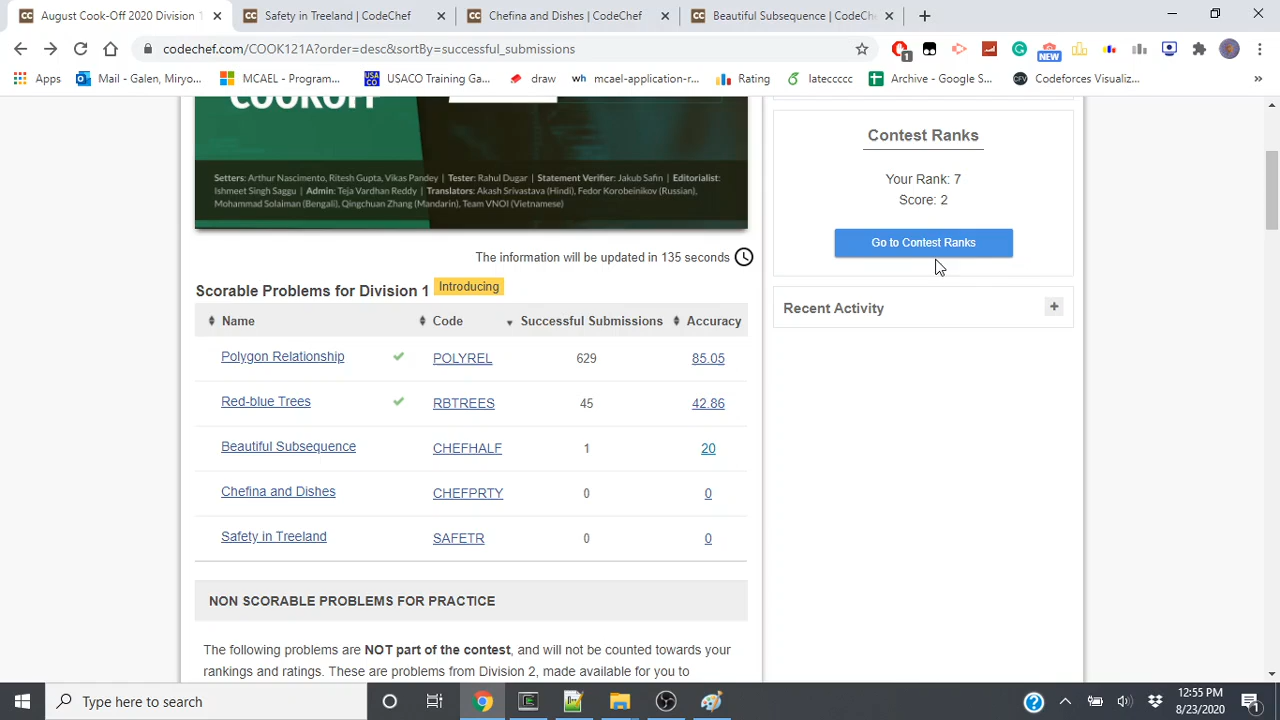 August Cook-Off 2020 Division 1
Safety in Treeland | CodeChef
Chefina and Dishes | CodeChef
Beautiful Subsequence | CodeChe
codechef.com/COOK121A?order=desc&sortBy=successful_submissions
1
NEW
Apps
Mail - Galen, Miryo...
MCAEL - Program...
USACO Training Ga...
draw
wh mcael-application-r...
Rating
lateccccc
Archive - Google S...
Codeforces Visualiz...
»
COOKOFF
Setters: Arthur Nascimento, Ritesh Gupta, Vikas Pandey | Tester: Rahul Dugar | Statement Verifier: Jakub Safin | Editorialist:
Ishmeet Singh Saggu | Admin: Teja Vardhan Reddy | Translators: Akash Srivastava (Hindi), Fedor Korobeinikov (Russian),
Mohammad Solaiman (Bengali), Qingchuan Zhang (Mandarin), Team VNOI (Vietnamese)
The information will be updated in 135 seconds
Scorable Problems for Division 1 Introducing
Name Code Successful Submissions Accuracy
Polygon Relationship POLYREL 629 85.05
Red-blue Trees RBTREES 45 42.86
Beautiful Subsequence CHEFHALF 1 20
Chefina and Dishes CHEFPRTY 0 0
Safety in Treeland SAFETR 0 0
NON SCORABLE PROBLEMS FOR PRACTICE
The following problems are NOT part of the contest, and will not be counted towards your
rankings and ratings. These are problems from Division 2, made available for you to
Contest Ranks
Your Rank: 7
Score: 2
Go to Contest Ranks
Recent Activity +
Type here to search
12:55 PM
8/23/2020
1